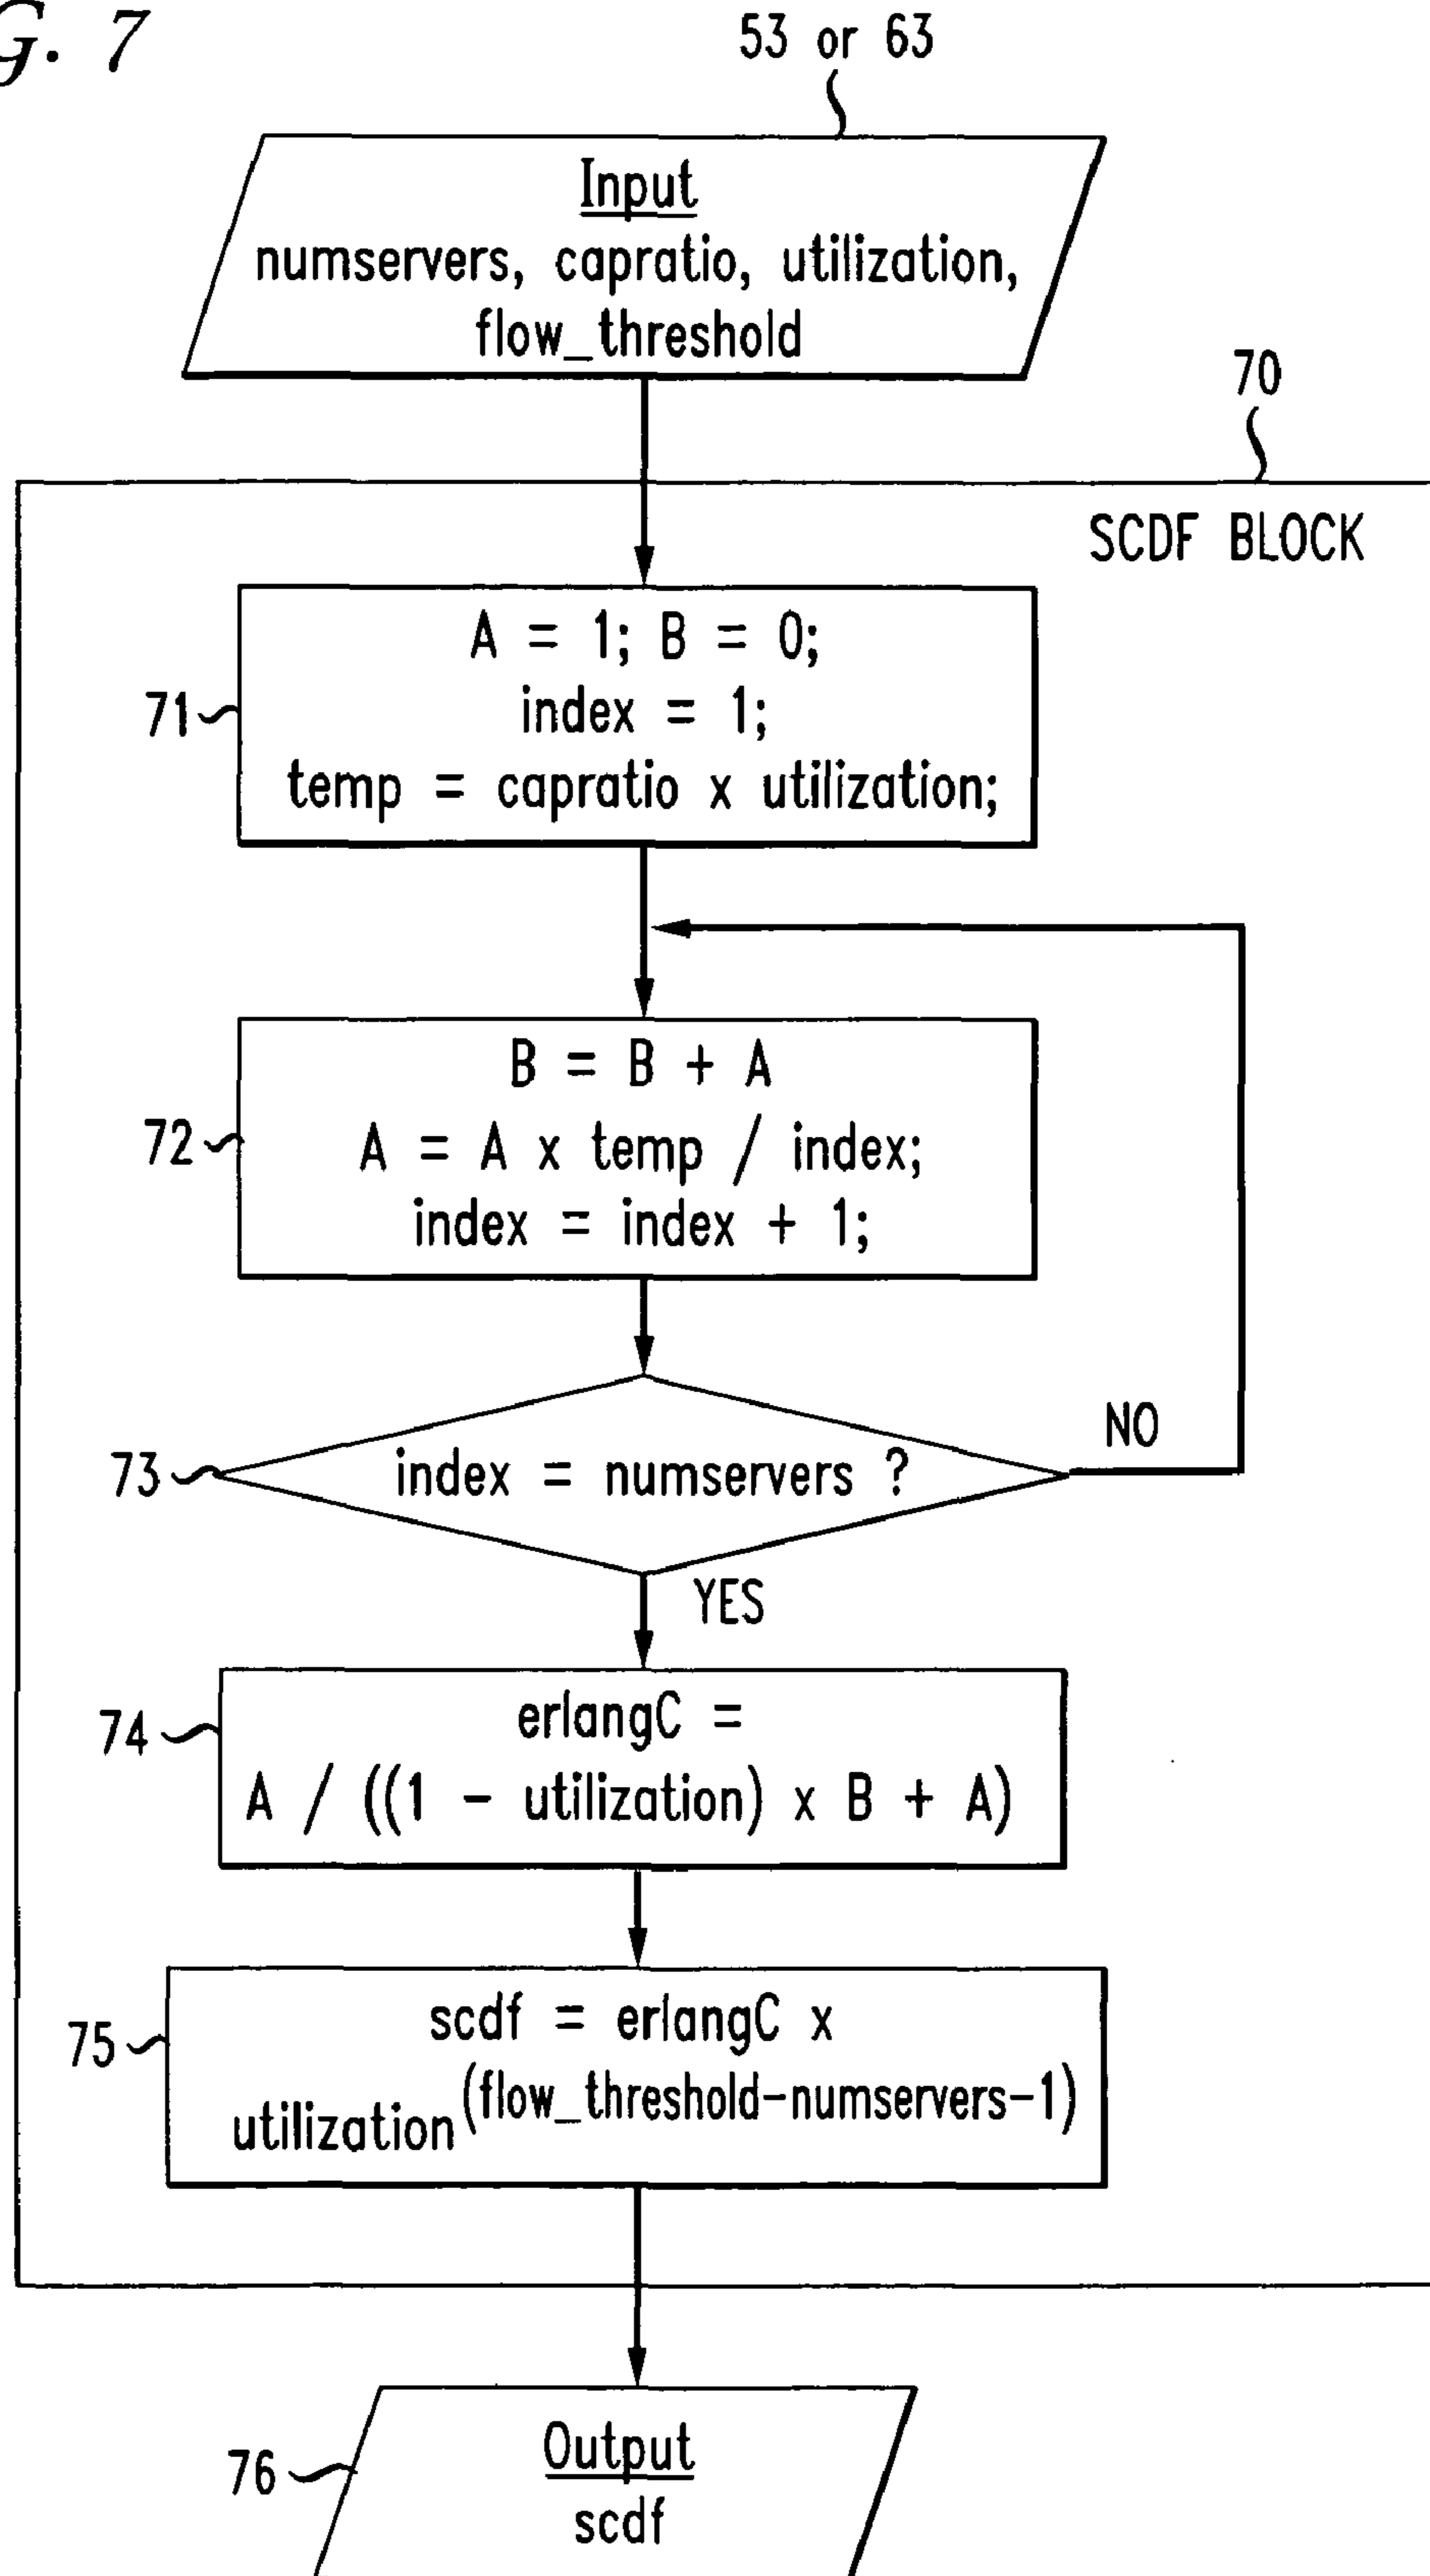 G. 7
53 or 63
Input
numservers, capratio, utilization,
flow_threshold
70
SCDF BLOCK
A = 1; B = 0;
index = 1;
temp = capratio x utilization;
71
B = B + A
A = A x temp / index;
index = index + 1;
72
index = numservers ?
73
NO
YES
erlangC =
A / ((1 - utilization) x B + A)
74
scdf = erlangC x
utilization(flow_threshold-numservers-1)
75
Output
scdf
76